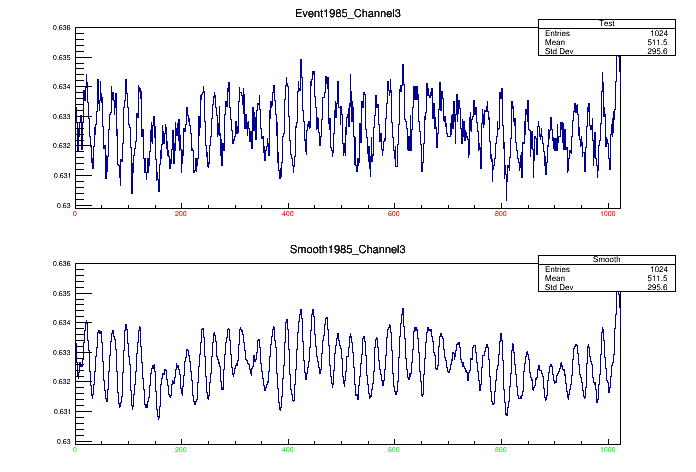 Event1985_Channel3
Test
Entries 1024
Mean 511.5
Std Dev 295.6
0.636
0.635
0.634
0.633
0.632
0.631
0.63
0 200 400 600 800 1000
Smooth1985_Channel3
Smooth
Entries 1024
Mean 511.5
Std Dev 295.6
0.636
0.635
0.634
0.633
0.632
0.631
0.63
0 200 400 600 800 1000